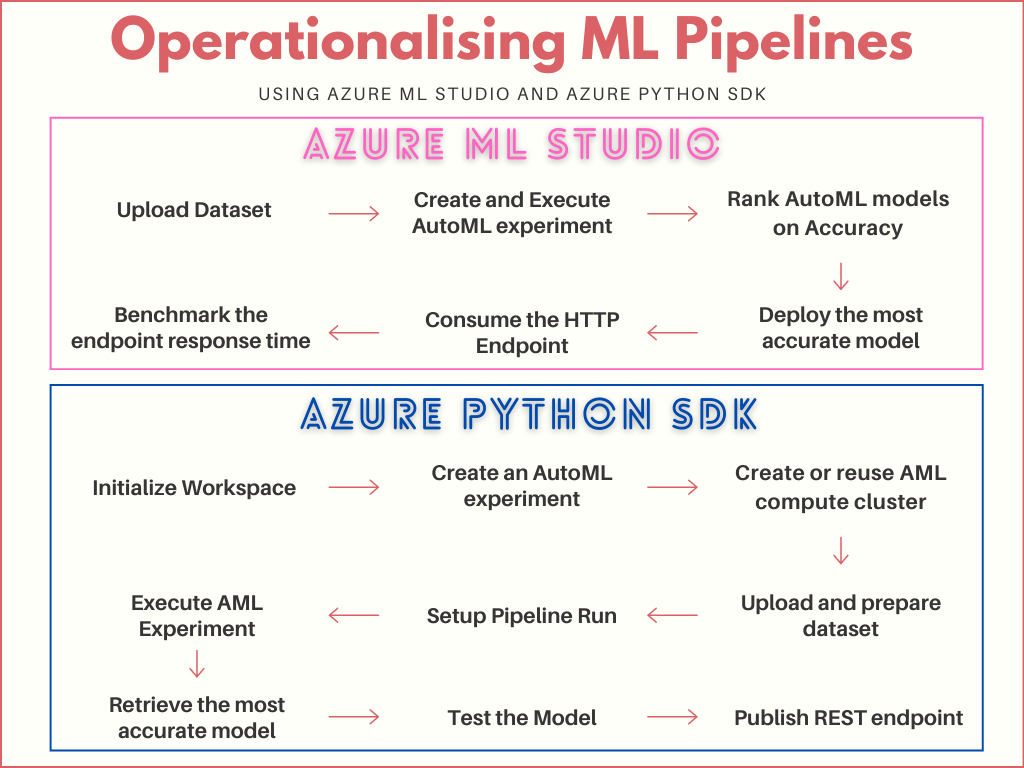 Operationalising ML Pipelines
USING AZURE ML STUDIO AND AZURE PYTHON SDK
AZURE ML STUDIO
Upload Dataset
Create and Execute
AutoML experiment
Rank AutoML models
on Accuracy
Deploy the most
accurate model
Consume the HTTP
Endpoint
Benchmark the
endpoint response time
AZURE PYTHON SDK
Initialize Workspace
Create an AutoML
experiment
Create or reuse AML
compute cluster
Upload and prepare
dataset
Setup Pipeline Run
Execute AML
Experiment
Retrieve the most
accurate model
Test the Model
Publish REST endpoint